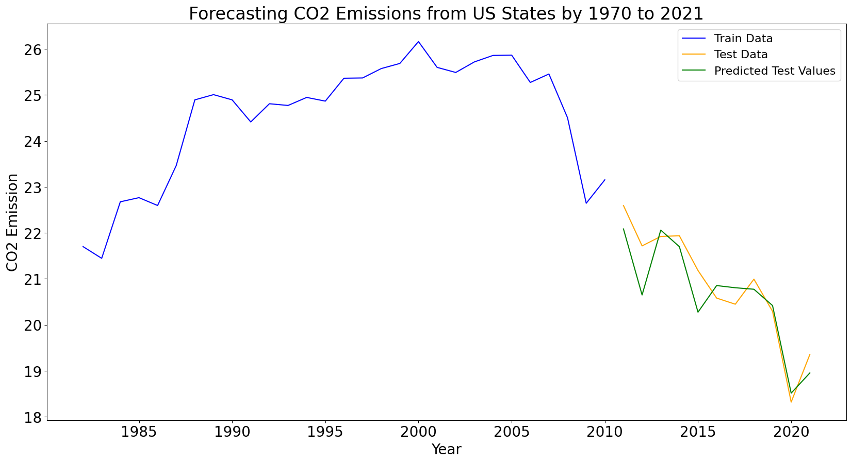 Forecasting CO2 Emissions from US States by 1970 to 2021
Train Data
Test Data
Predicted Test Values
CO2 Emission
26
25
24
23
22
21
20
19
18
1985
1990
1995
2000
2005
2010
2015
2020
Year